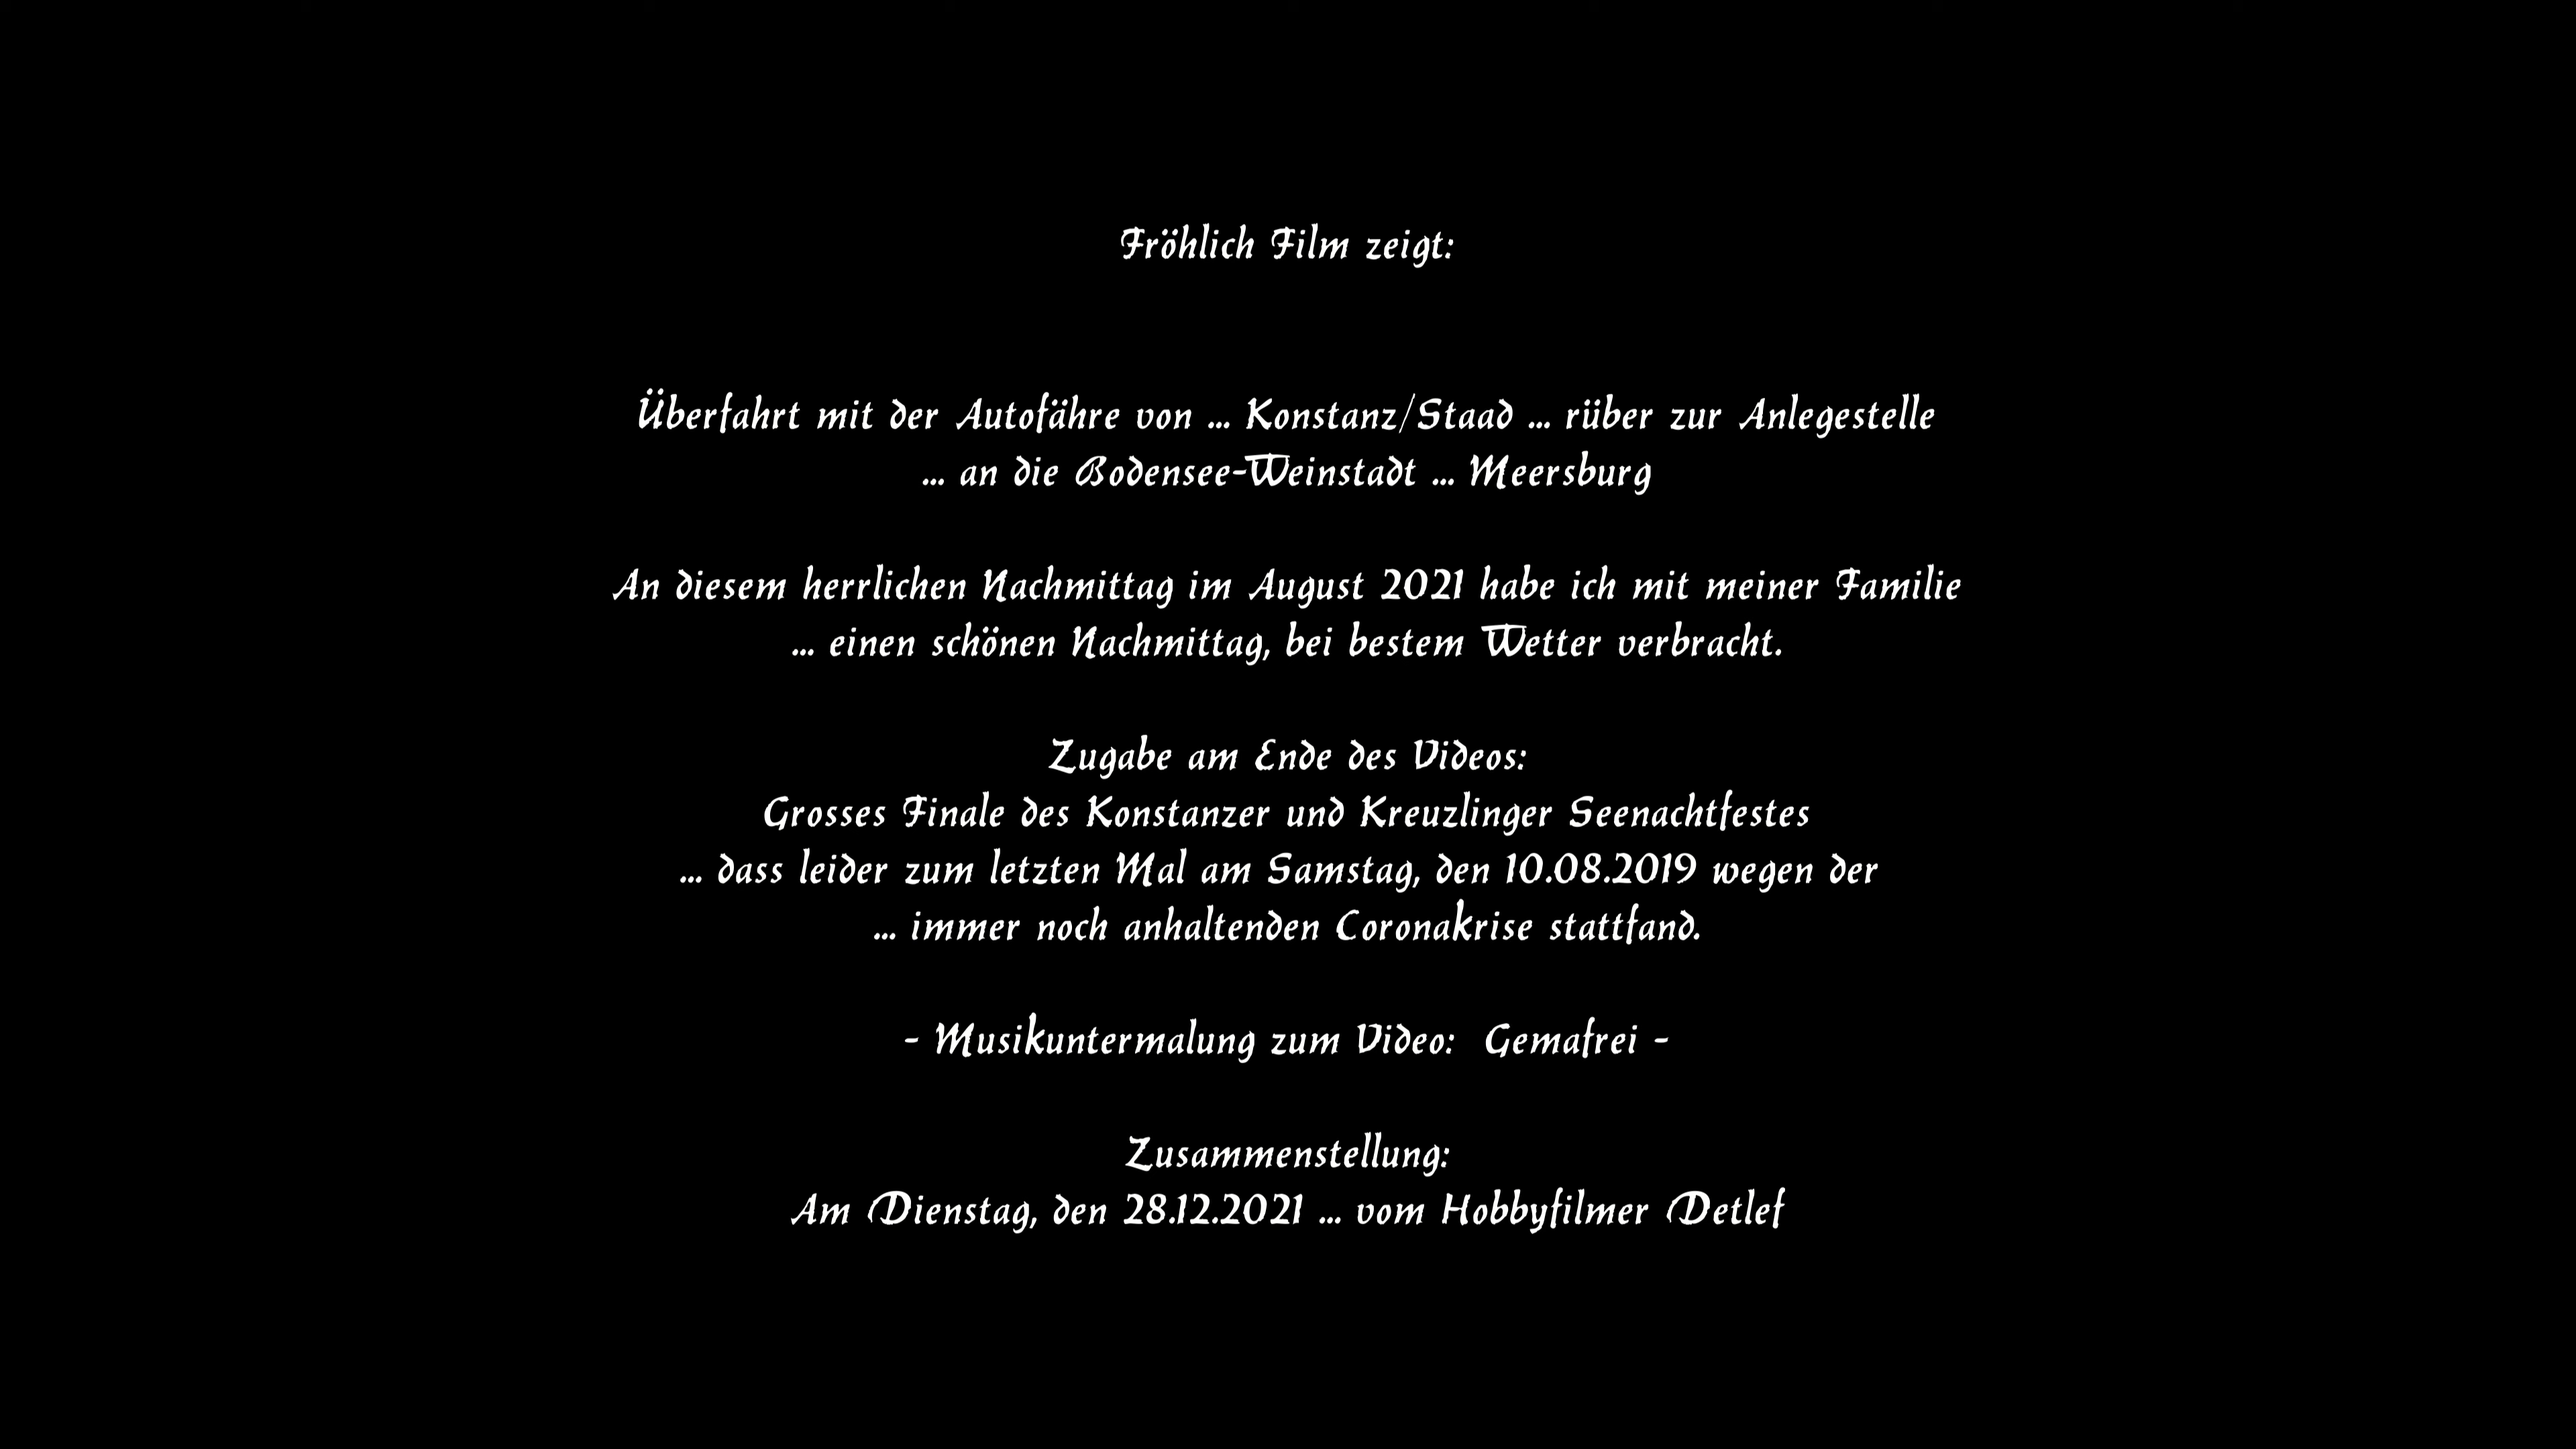 Fröhlich Film zeigt:
Überfahrt mit der Autofähre von ... Konstanz/Staad ... rüber zur Anlegestelle
... an die Bodensee-Weinstadt ... Meersburg
An diesem herrlichen Nachmittag im August 2021 habe ich mit meiner Familie
... einen schönen Nachmittag, bei bestem Wetter verbracht.
Zugabe am Ende des Videos:
Grosses Finale des Konstanzer und Kreuzlinger Seenachtfestes
... dass leider zum letzten Mal am Samstag, den 10.08.2019 wegen der
... immer noch anhaltenden Coronakrise stattfand.
- Musikuntermalung zum Video:  Gemafrei -
Zusammenstellung:
Am Dienstag, den 28.12.2021 ... vom Hobbyfilmer Detlef